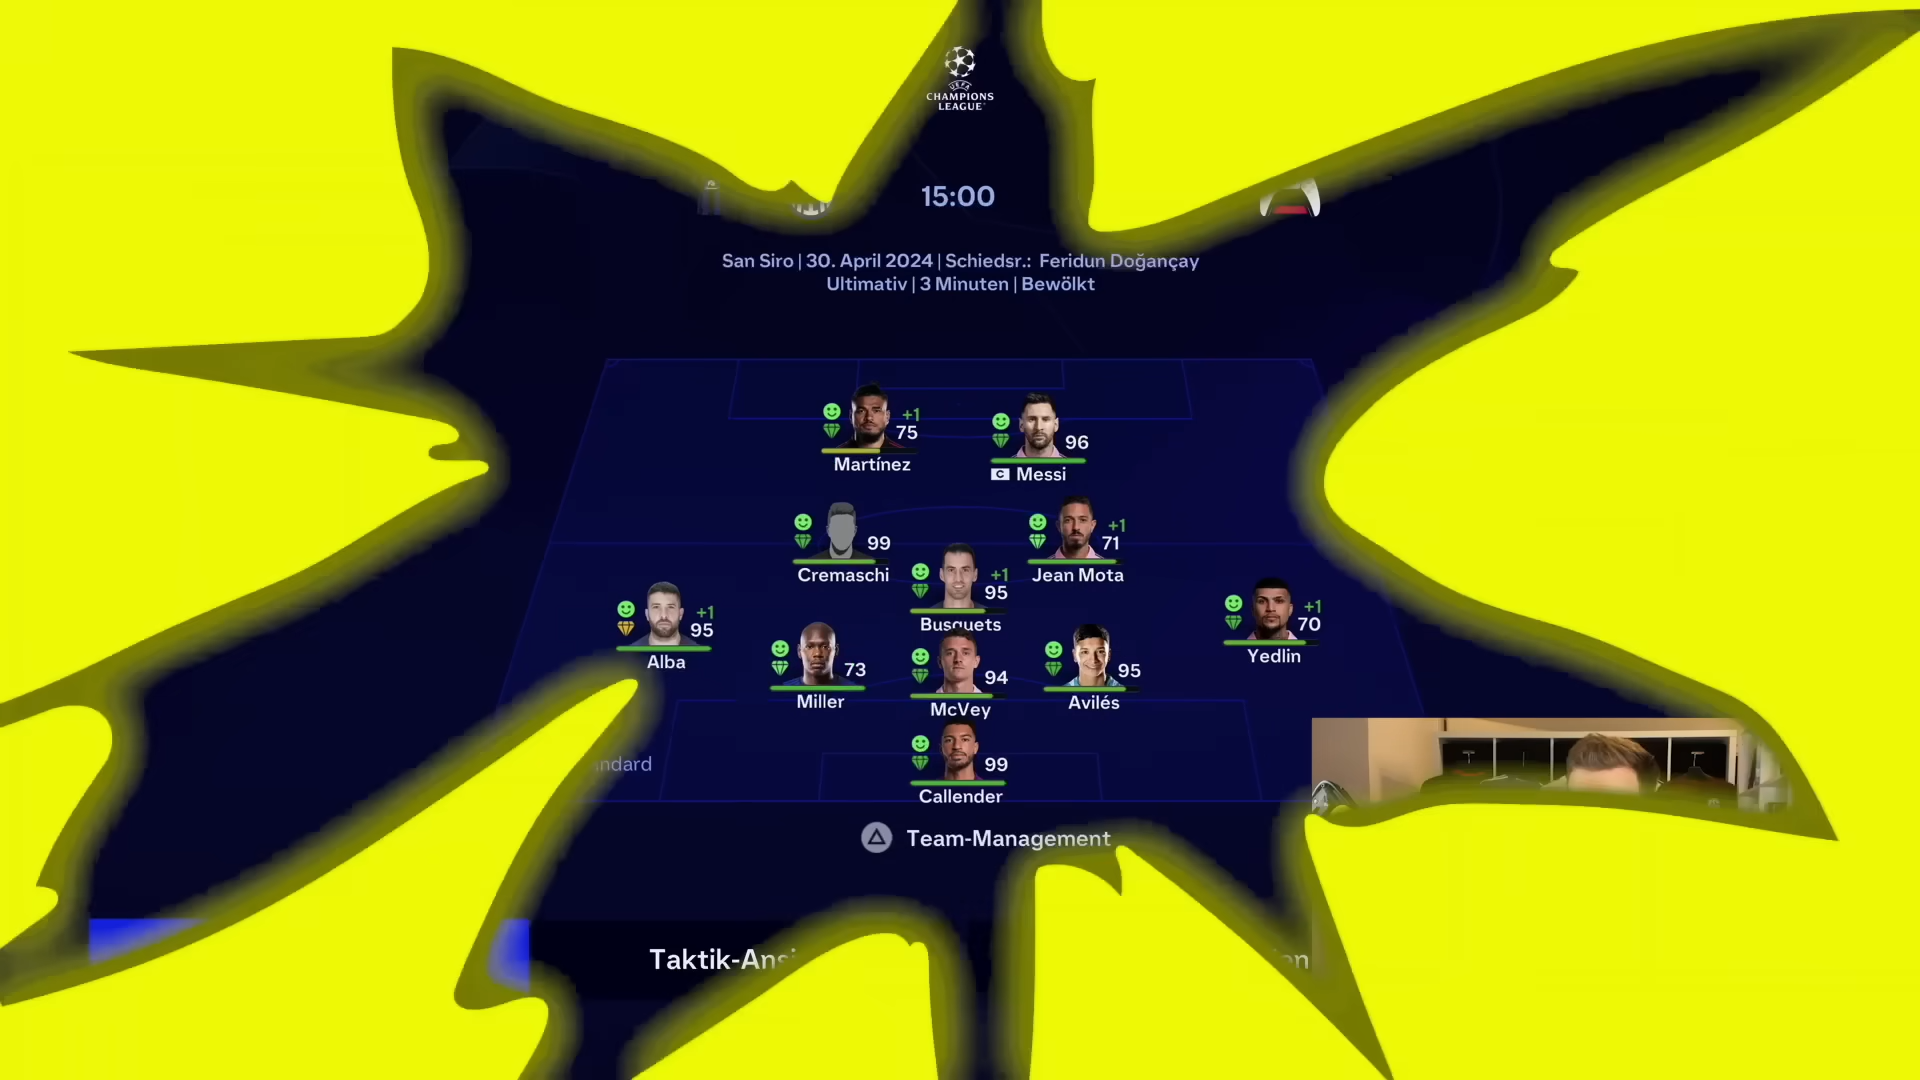 UEFA
CHAMPIONS
LEAGUE
15:00
San Siro | 30. April 2024 | Schiedsr.: Feridun Doğançay
Ultimativ | 3 Minuten | Bewölkt
+1
75
Martínez
96
C Messi
99
Cremaschi
+1
71
Jean Mota
+1
95
Busquets
+1
95
Alba
+1
70
Yedlin
73
Miller
94
McVey
95
Avilés
99
Callender
Team-Management